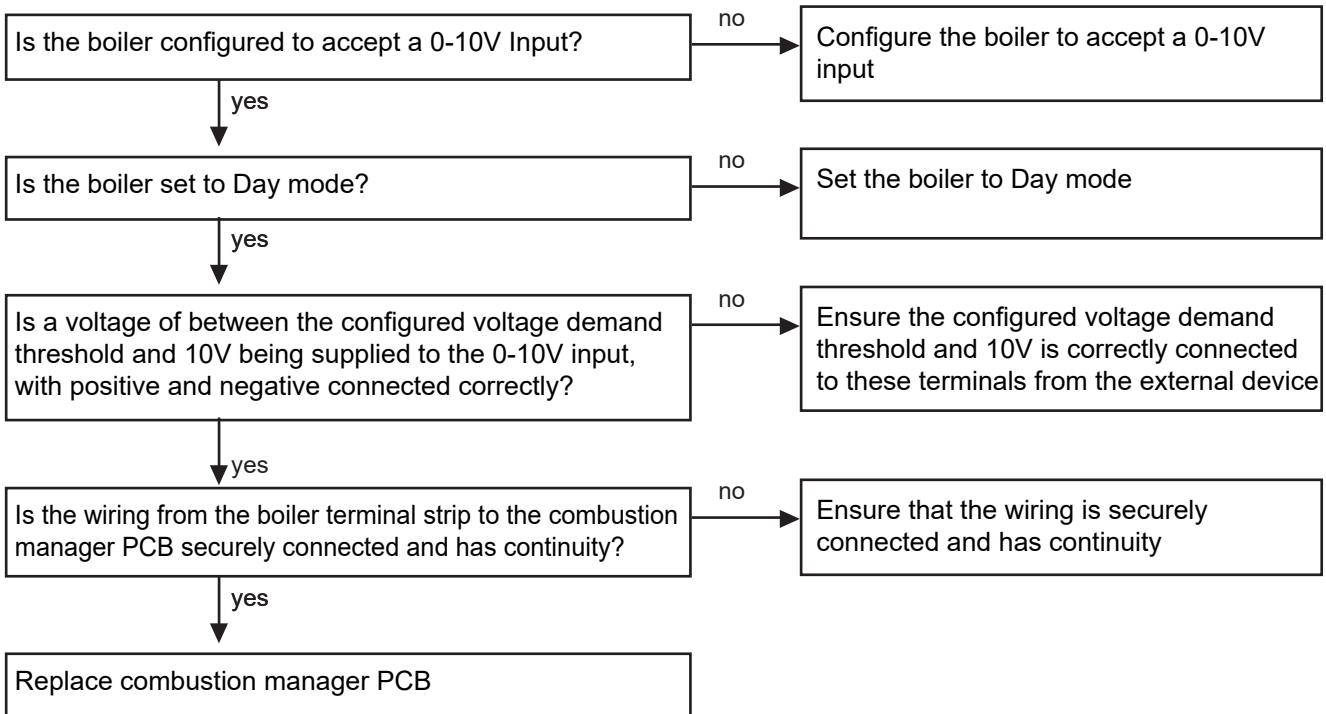 Is the boiler configured to accept a 0-10V Input?
no
Configure the boiler to accept a 0-10V
input
yes
Is the boiler set to Day mode?
no
Set the boiler to Day mode
yes
Is a voltage of between the configured voltage demand
threshold and 10V being supplied to the 0-10V input,
with positive and negative connected correctly?
no
Ensure the configured voltage demand
threshold and 10V is correctly connected
to these terminals from the external device
yes
Is the wiring from the boiler terminal strip to the combustion
manager PCB securely connected and has continuity?
no
Ensure that the wiring is securely
connected and has continuity
yes
Replace combustion manager PCB